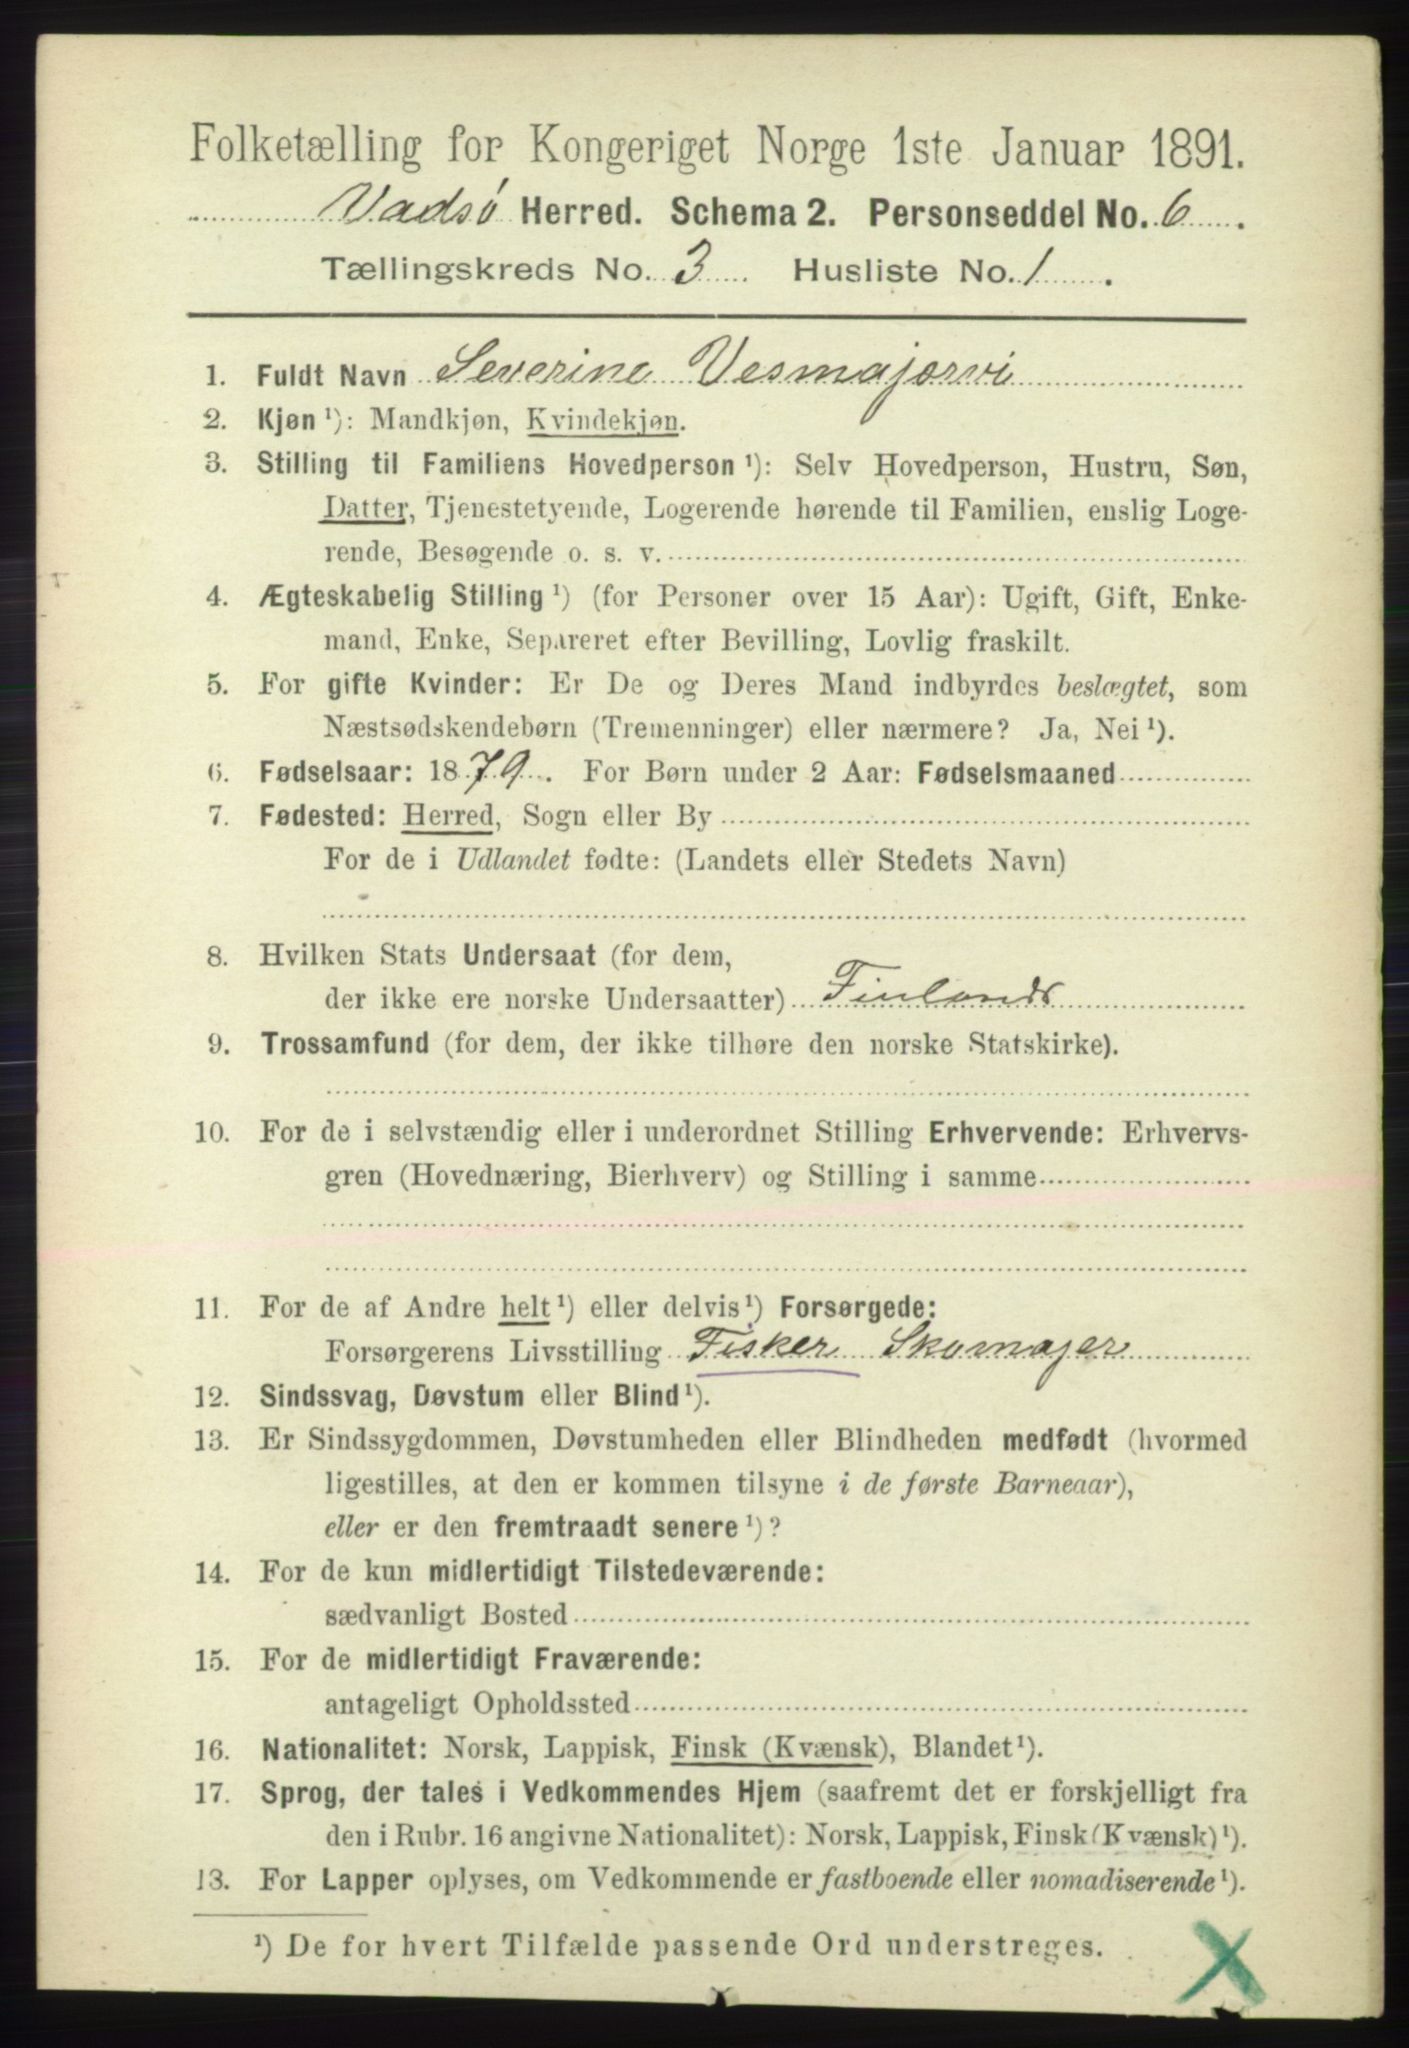 Folketælling for Kongeriget Norge 1ste Januar 1891.
Vadsø Herred. Schema 2. Personseddel No. 6.
Tællingskreds No. 3 Husliste No. 1.
1. Fuldt Navn Severine Vesmajærvi
2. Kjøn ¹): Mandkjøn, Kvindekjøn.
3. Stilling til Familiens Hovedperson ¹): Selv Hovedperson, Hustru, Søn,
Datter, Tjenestetyende, Logerende hørende til Familien, enslig Loge-
rende, Besøgende o. s. v.
4. Ægteskabelig Stilling ¹) (for Personer over 15 Aar): Ugift, Gift, Enke-
mand, Enke, Separeret efter Bevilling, Lovlig fraskilt.
5. For gifte Kvinder: Er De og Deres Mand indbyrdes beslægtet, som
Næstsødskendebørn (Tremenninger) eller nærmere? Ja, Nei ¹).
6. Fødselsaar: 1879. For Børn under 2 Aar: Fødselsmaaned
7. Fødested: Herred, Sogn eller By
For de i Udlandet fødte: (Landets eller Stedets Navn)
8. Hvilken Stats Undersaat (for dem,
der ikke ere norske Undersaatter) Finlands
9. Trossamfund (for dem, der ikke tilhøre den norske Statskirke).
10. For de i selvstændig eller i underordnet Stilling Erhvervende: Erhvervs-
gren (Hovednæring, Bierhverv) og Stilling i samme
11. For de af Andre helt ¹) eller delvis ¹) Forsørgede:
Forsørgerens Livsstilling Fisker Skomajer
12. Sindssvag, Døvstum eller Blind ¹).
13. Er Sindssygdommen, Døvstumheden eller Blindheden medfødt (hvormed
ligestilles, at den er kommen tilsyne i de første Barneaar),
eller er den fremtraadt senere ¹)?
14. For de kun midlertidigt Tilstedeværende:
sædvanligt Bosted
15. For de midlertidigt Fraværende:
antageligt Opholdssted
16. Nationalitet: Norsk, Lappisk, Finsk (Kvænsk), Blandet ¹).
17. Sprog, der tales i Vedkommendes Hjem (saafremt det er forskjelligt fra
den i Rubr. 16 angivne Nationalitet): Norsk, Lappisk, Finsk (Kvænsk) ¹).
13. For Lapper oplyses, om Vedkommende er fastboende eller nomadiserende ¹).
¹) De for hvert Tilfælde passende Ord understreges.